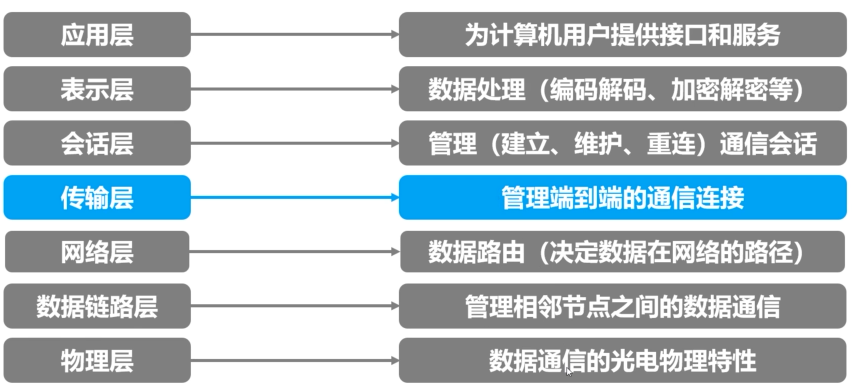 应用层
为计算机用户提供接口和服务
表示层
数据处理（编码解码、加密解密等）
会话层
管理（建立、维护、重连）通信会话
传输层
管理端到端的通信连接
网络层
数据路由（决定数据在网络的路径）
数据链路层
管理相邻节点之间的数据通信
物理层
数据通信的光电物理特性